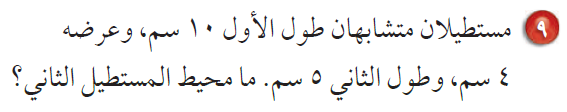 ٩ مستطيلان متشابهان طول الأول ١٠ سم، وعرضه
٤ سم، وطول الثاني ٥ سم. ما محيط المستطيل الثاني؟